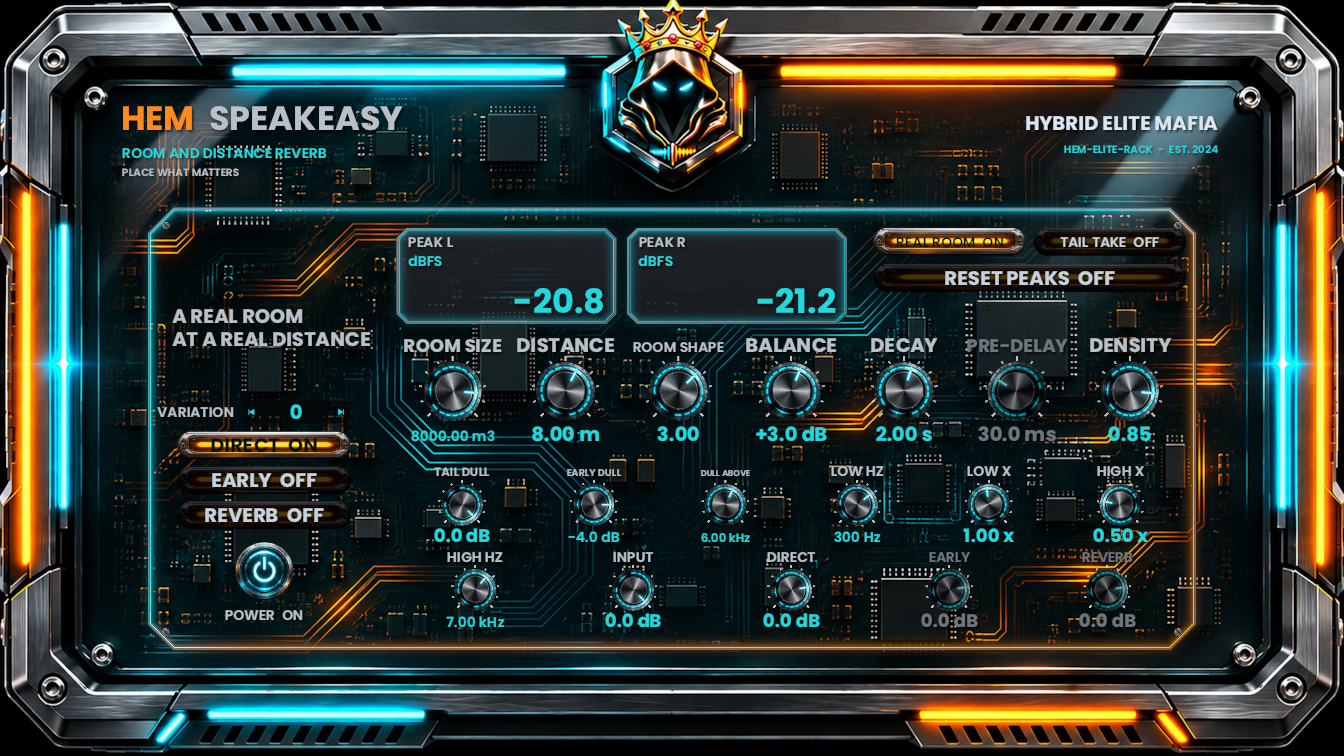 HEM SPEAKEASY
ROOM AND DISTANCE REVERB
PLACE WHAT MATTERS
HYBRID ELITE MAFIA
HEM-ELITE-RACK - EST. 2024
PEAK L
dBFS
-20.8
PEAK R
dBFS
-21.2
REAL ROOM ON
TAIL TAKE OFF
RESET PEAKS OFF
A REAL ROOM
AT A REAL DISTANCE
ROOM SIZE DISTANCE ROOM SHAPE BALANCE DECAY PRE-DELAY DENSITY
8000.00 m3 8.00 m 3.00 +3.0 dB 2.00 s 30.0 ms 0.85
VARIATION 0
DIRECT ON
EARLY OFF
REVERB OFF
POWER ON
TAIL DULL EARLY DULL DULL ABOVE LOW HZ LOW X HIGH X
0.0 dB -4.0 dB 6.00 kHz 300 Hz 1.00 x 0.50 x
HIGH HZ INPUT DIRECT EARLY REVERB
7.00 kHz 0.0 dB 0.0 dB 0.0 dB 0.0 dB